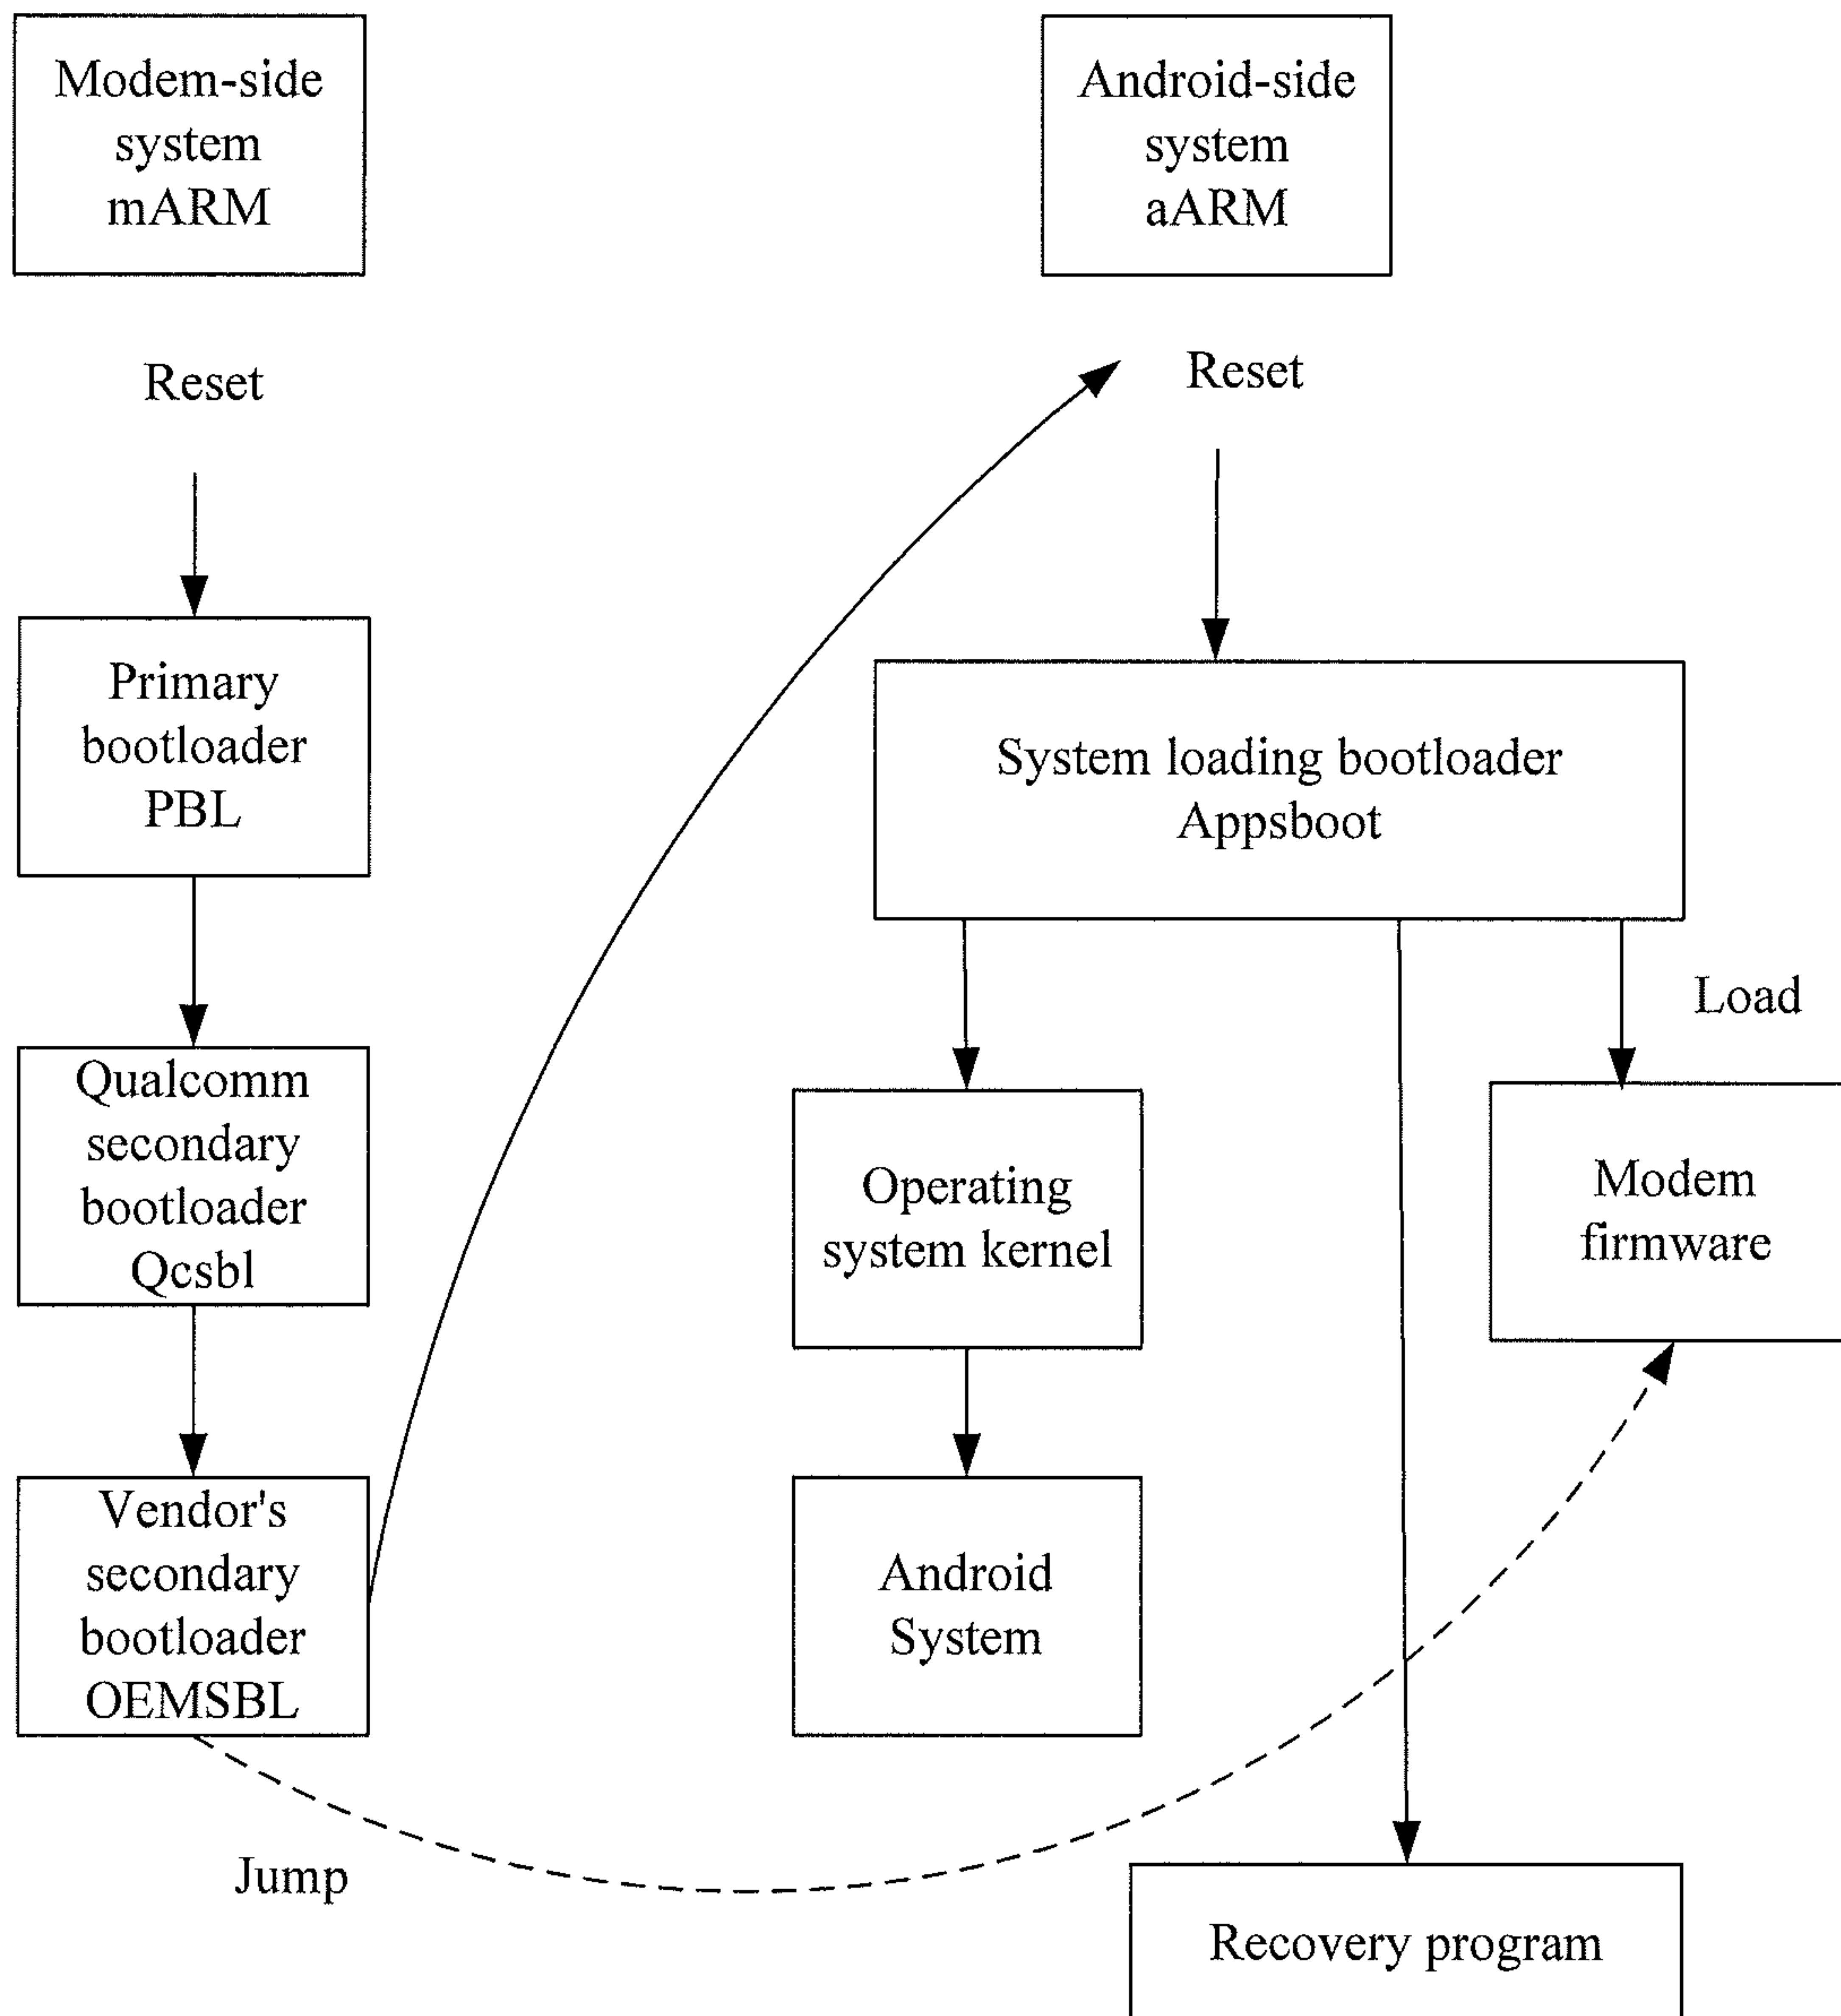 Modem-side
system
mARM
Android-side
system
aARM
Reset
Reset
Primary
bootloader
PBL
System loading bootloader
Appsboot
Load
Qualcomm
secondary
bootloader
Qcsbl
Operating
system kernel
Modem
firmware
Vendor's
secondary
bootloader
OEMSBL
Android
System
Jump
Recovery program